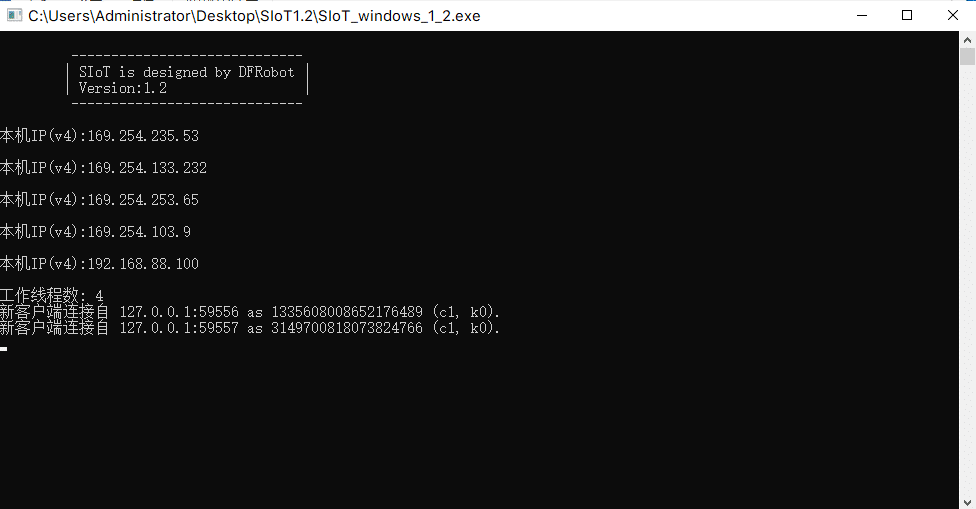 C:\Users\Administrator\Desktop\SIoT1.2\SIoT_windows_1_2.exe
----------------------------
| SIoT is designed by DFRobot |
| Version:1.2 |
----------------------------
本机IP(v4):169.254.235.53
本机IP(v4):169.254.133.232
本机IP(v4):169.254.253.65
本机IP(v4):169.254.103.9
本机IP(v4):192.168.88.100
工作线程数: 4
新客户端连接自 127.0.0.1:59556 as 1335608008652176489 (c1, k0).
新客户端连接自 127.0.0.1:59557 as 3149700818073824766 (c1, k0).